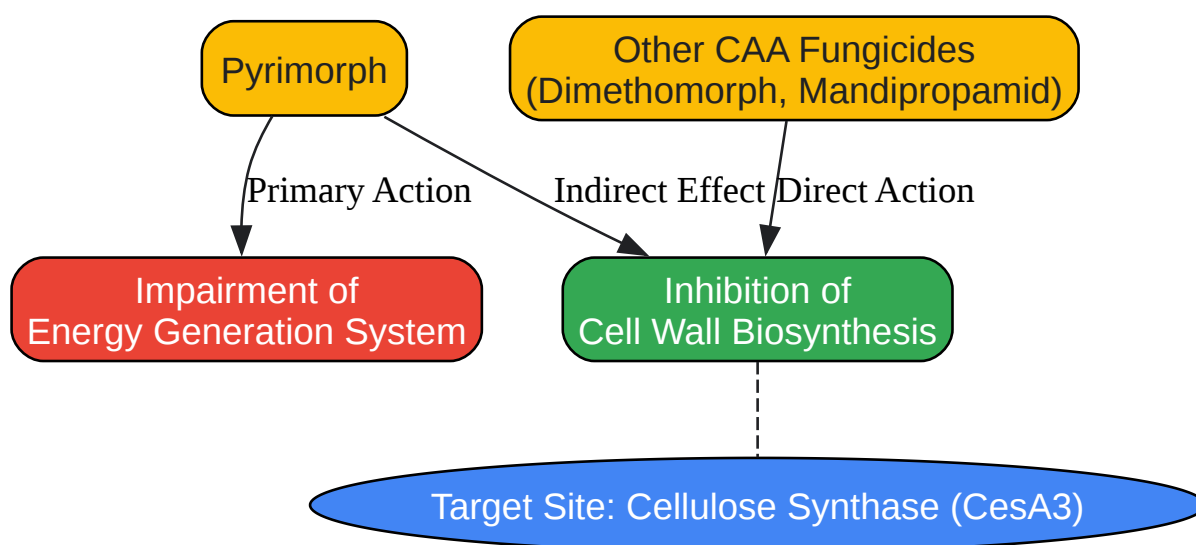 Pyrimorph
Other CAA Fungicides
(Dimethomorph, Mandipropamid)
Primary Action
Indirect Effect
Direct Action
Impairment of
Energy Generation System
Inhibition of
Cell Wall Biosynthesis
Target Site: Cellulose Synthase (CesA3)